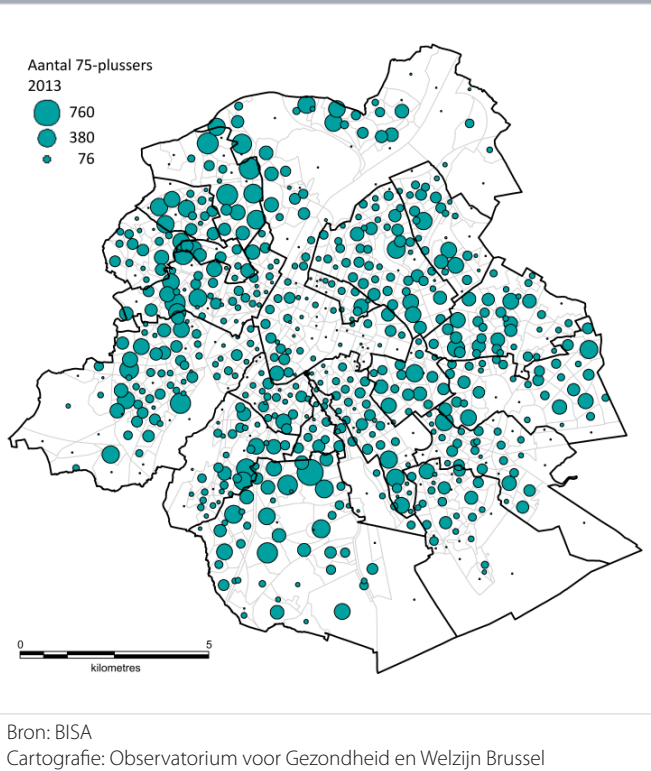 Aantal 75-plussers
2013
760
380
76
0 5
kilometres
Bron: BISA
Cartografie: Observatorium voor Gezondheid en Welzijn Brussel